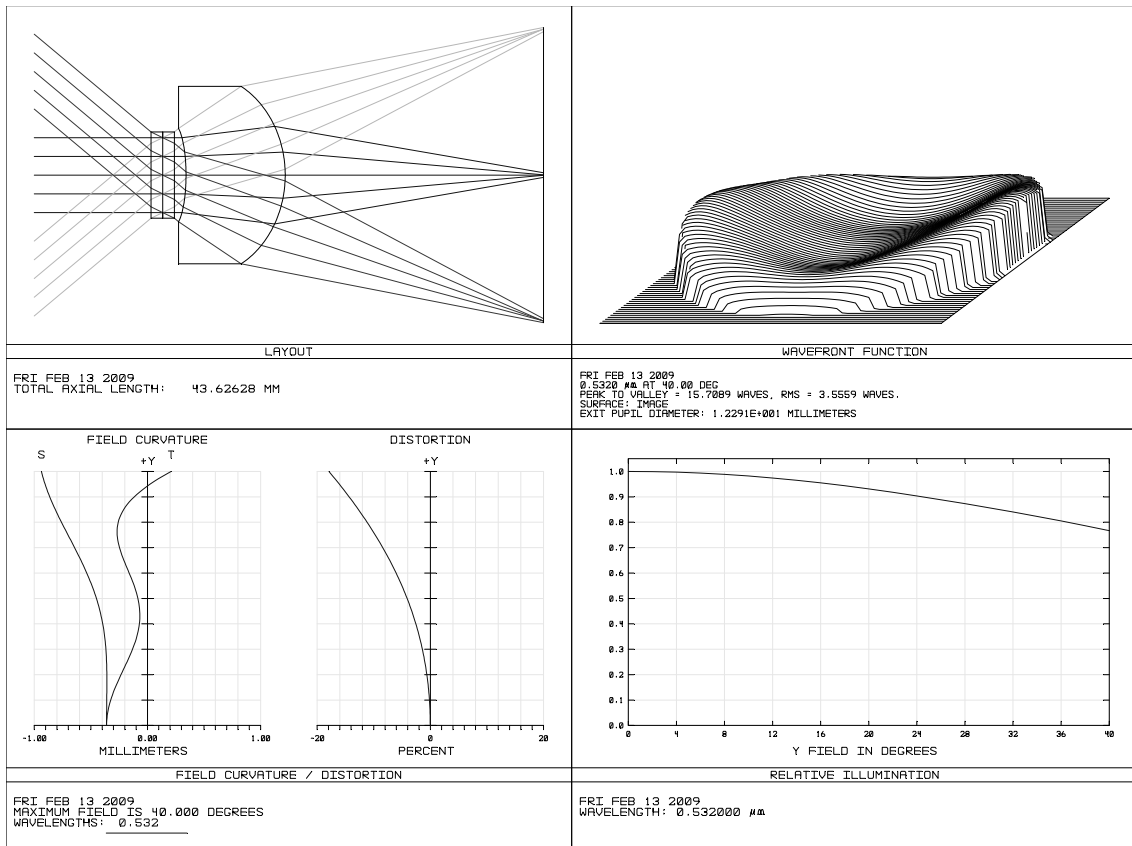 LAYOUT
FRI FEB 13 2009
TOTAL AXIAL LENGTH: 43.62628 MM
WAVEFRONT FUNCTION
FRI FEB 13 2009
0.5320 µm AT 40.00 DEG
PEAK TO VALLEY = 15.7089 WAVES, RMS = 3.5559 WAVES.
SURFACE: IMAGE
EXIT PUPIL DIAMETER: 1.2291E+001 MILLIMETERS
FIELD CURVATURE
S
T
+Y
-1.00 0.00 1.00
MILLIMETERS
DISTORTION
+Y
-20 0 20
PERCENT
FIELD CURVATURE / DISTORTION
FRI FEB 13 2009
MAXIMUM FIELD IS 40.000 DEGREES
WAVELENGTHS: 0.532
1.0
0.9
0.8
0.7
0.6
0.5
0.4
0.3
0.2
0.1
0.0
0 4 8 12 16 20 24 28 32 36 40
Y FIELD IN DEGREES
RELATIVE ILLUMINATION
FRI FEB 13 2009
WAVELENGTH: 0.532000 µm